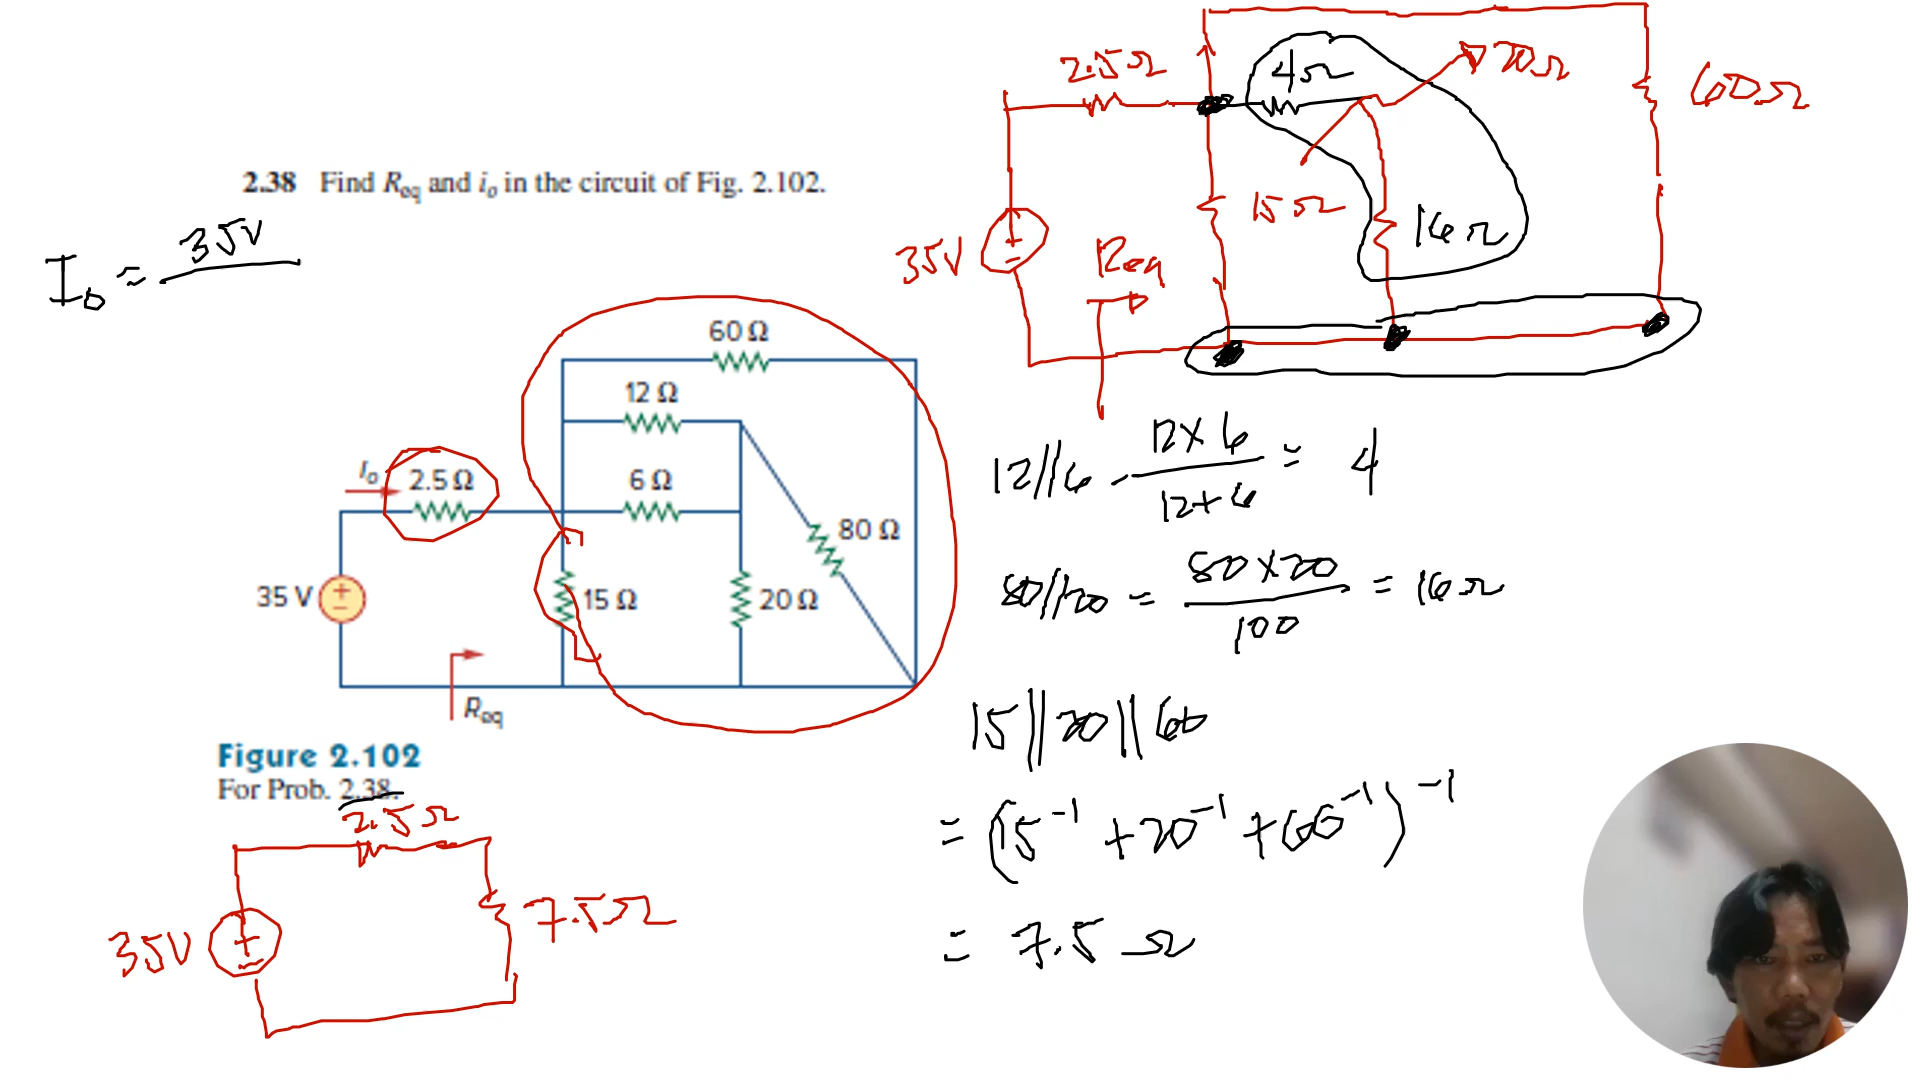 2.38 Find Req and io in the circuit of Fig. 2.102.
Io = 35V
60 Ω
12 Ω
Io
2.5 Ω
6 Ω
80 Ω
35 V
+
−
15 Ω
20 Ω
Req
Figure 2.102
For Prob. 2.38.
2.5Ω
35V
+
−
7.5Ω
2.5Ω
4Ω
20Ω
60Ω
15Ω
16Ω
35V
+
−
Req
12//6 = 12×6 / 12+6 = 4
80//20 = 80×20 / 100 = 16Ω
15||20||60
= (15⁻¹ + 20⁻¹ + 60⁻¹)⁻¹
= 7.5 Ω